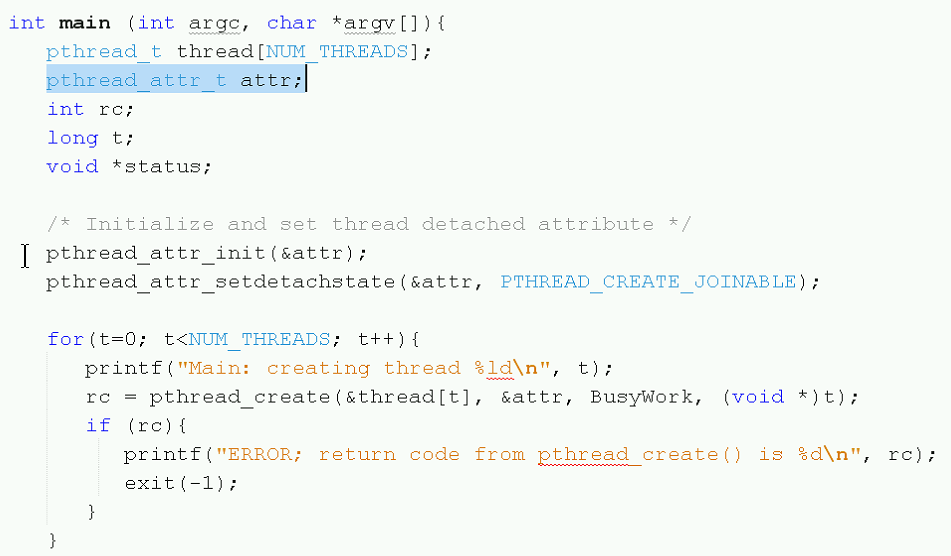 int main (int argc, char *argv[]){
pthread_t thread[NUM_THREADS];
pthread_attr_t attr;
int rc;
long t;
void *status;
/* Initialize and set thread detached attribute */
pthread_attr_init(&attr);
pthread_attr_setdetachstate(&attr, PTHREAD_CREATE_JOINABLE);
for(t=0; t<NUM_THREADS; t++){
printf("Main: creating thread %ld\n", t);
rc = pthread_create(&thread[t], &attr, BusyWork, (void *)t);
if (rc){
printf("ERROR; return code from pthread_create() is %d\n", rc);
exit(-1);
}
}